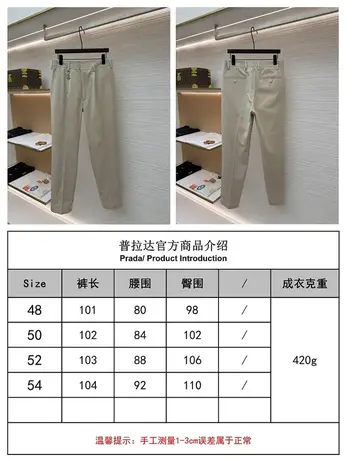 普拉达官方商品介绍
Prada/ Product Introduction
Size 裤长 腰围 臀围 / 成衣克重
48 101 80 98 /
50 102 84 102 /
52 103 88 106 / 420g
54 104 92 110 /
/
温馨提示：手工测量1-3cm误差属于正常